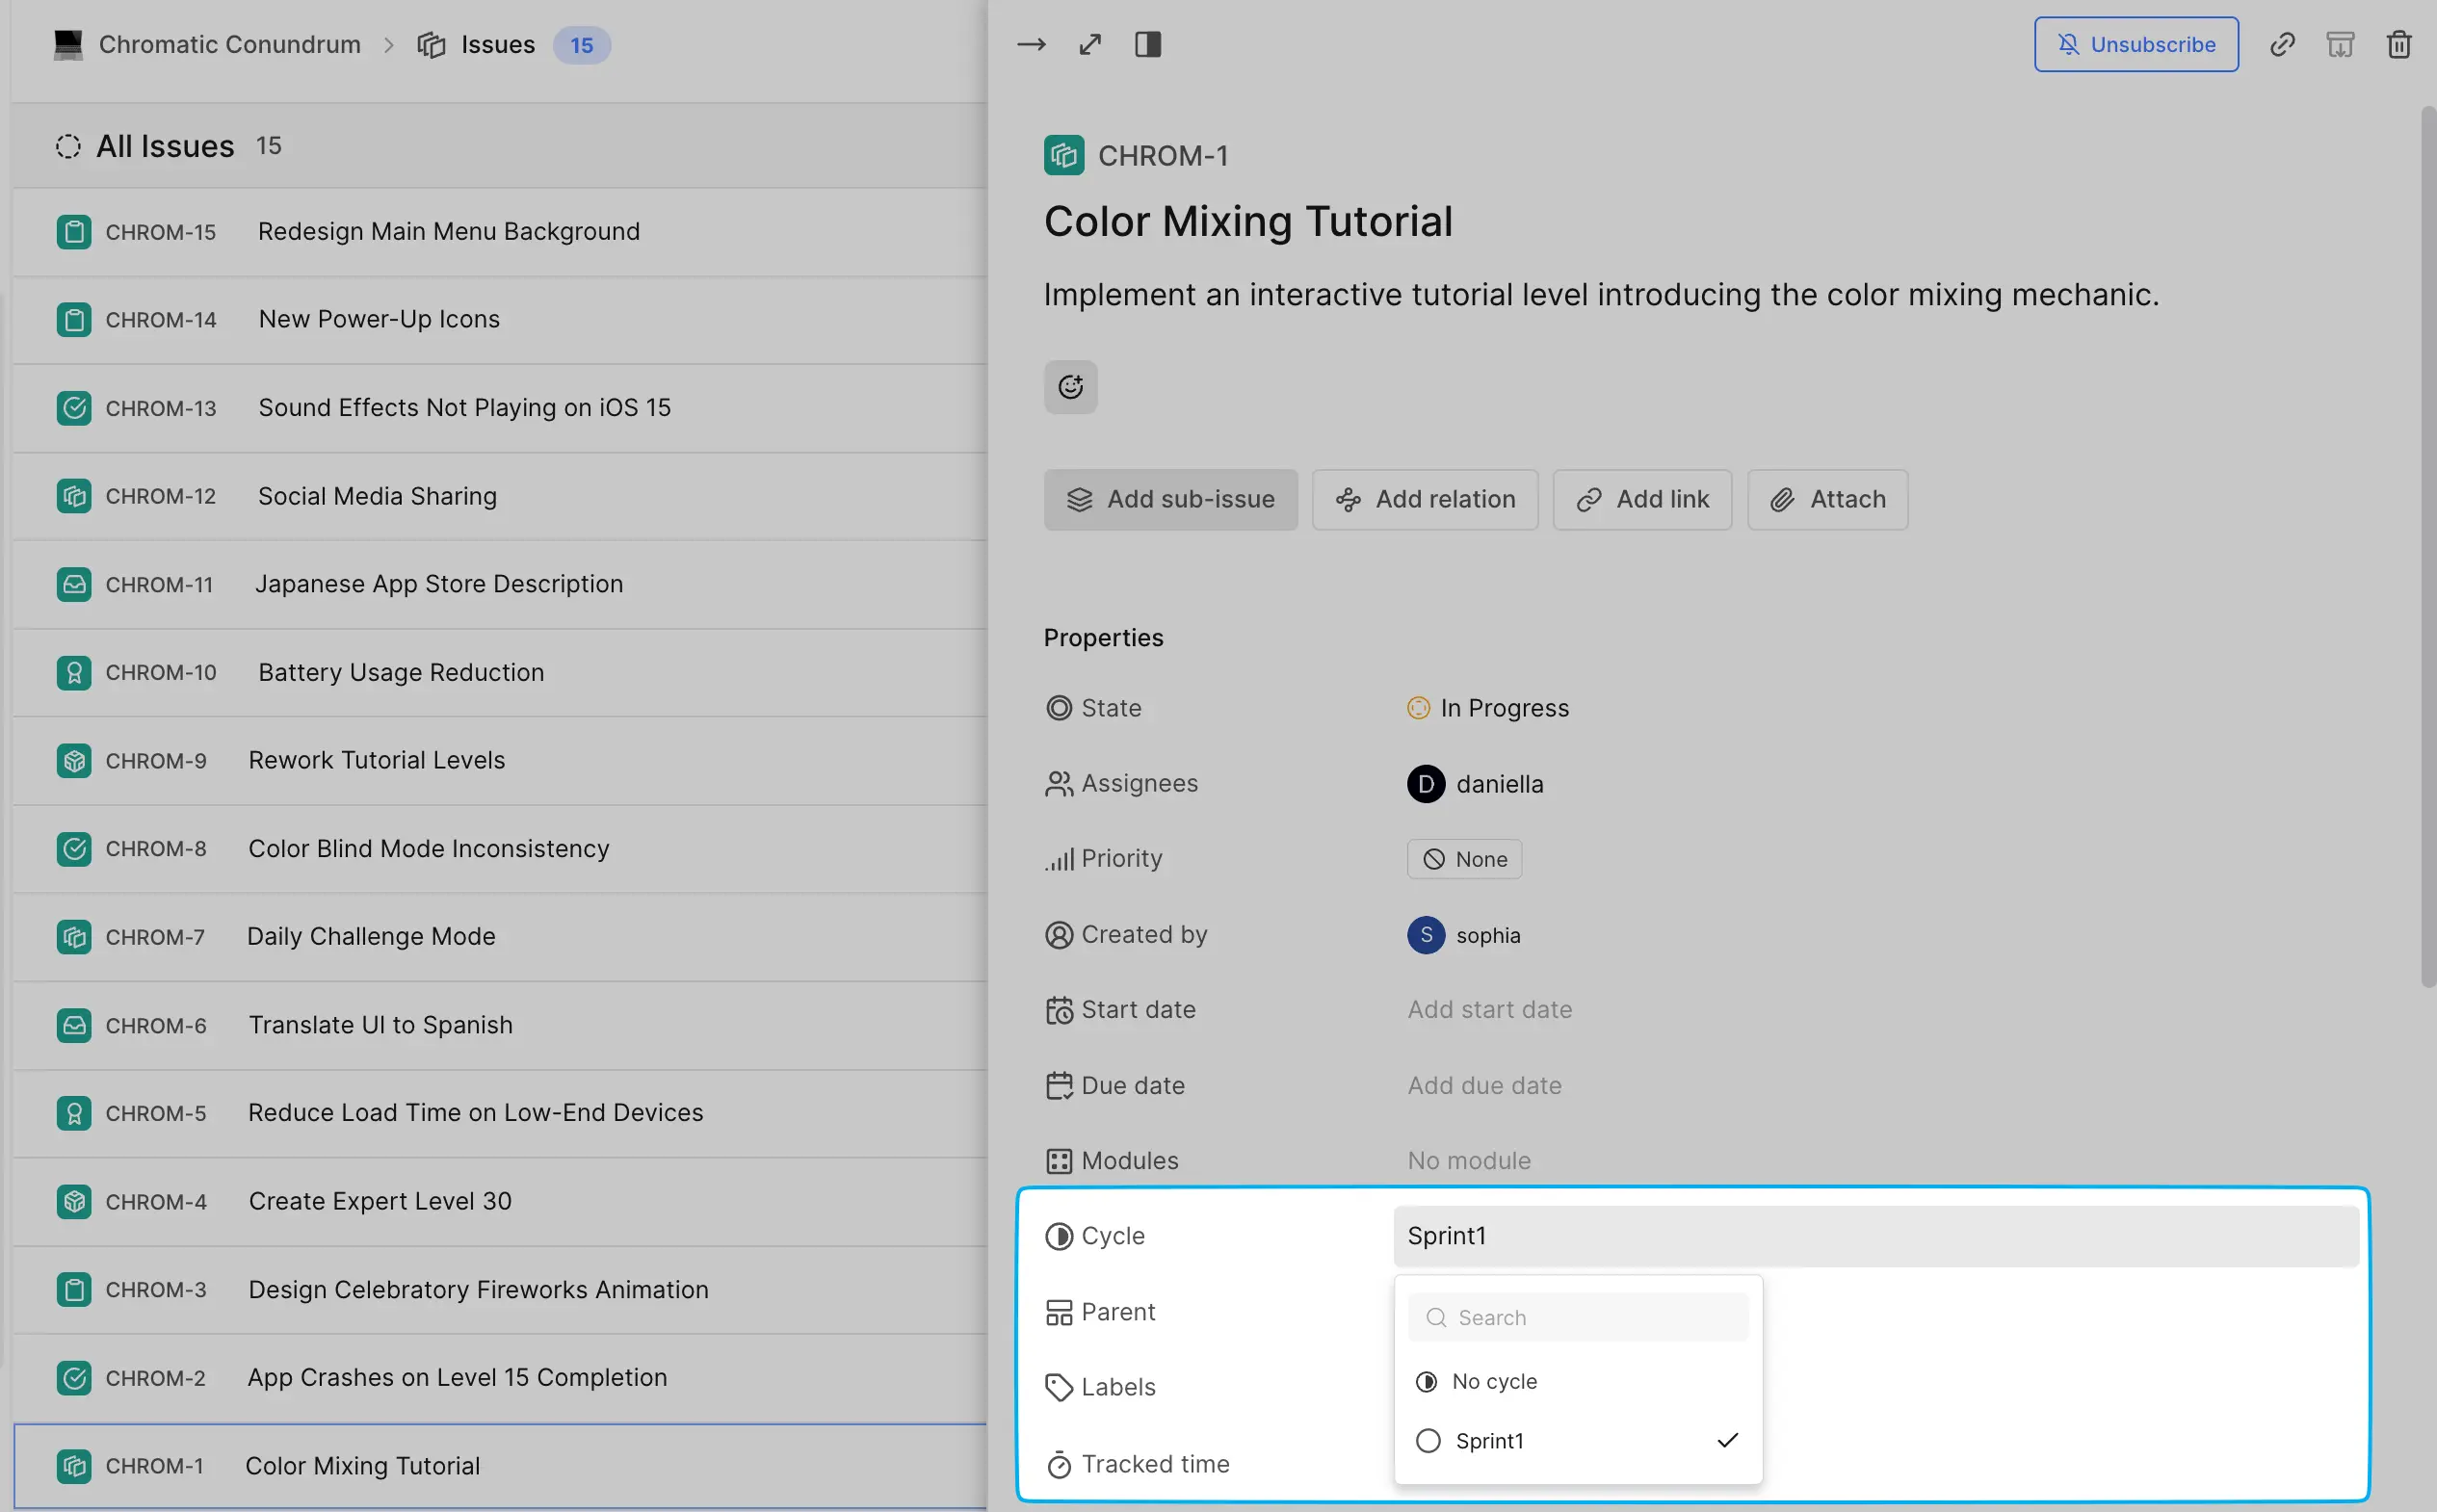 Chromatic Conundrum > Issues 15
All Issues 15
CHROM-15 Redesign Main Menu Background
CHROM-14 New Power-Up Icons
CHROM-13 Sound Effects Not Playing on iOS 15
CHROM-12 Social Media Sharing
CHROM-11 Japanese App Store Description
CHROM-10 Battery Usage Reduction
CHROM-9 Rework Tutorial Levels
CHROM-8 Color Blind Mode Inconsistency
CHROM-7 Daily Challenge Mode
CHROM-6 Translate UI to Spanish
CHROM-5 Reduce Load Time on Low-End Devices
CHROM-4 Create Expert Level 30
CHROM-3 Design Celebratory Fireworks Animation
CHROM-2 App Crashes on Level 15 Completion
CHROM-1 Color Mixing Tutorial
Unsubscribe
CHROM-1
Color Mixing Tutorial
Implement an interactive tutorial level introducing the color mixing mechanic.
Add sub-issue Add relation Add link Attach
Properties
State In Progress
Assignees D daniella
Priority None
Created by S sophia
Start date Add start date
Due date Add due date
Modules No module
Cycle Sprint1
Parent
Labels
Tracked time
Search
No cycle
Sprint1